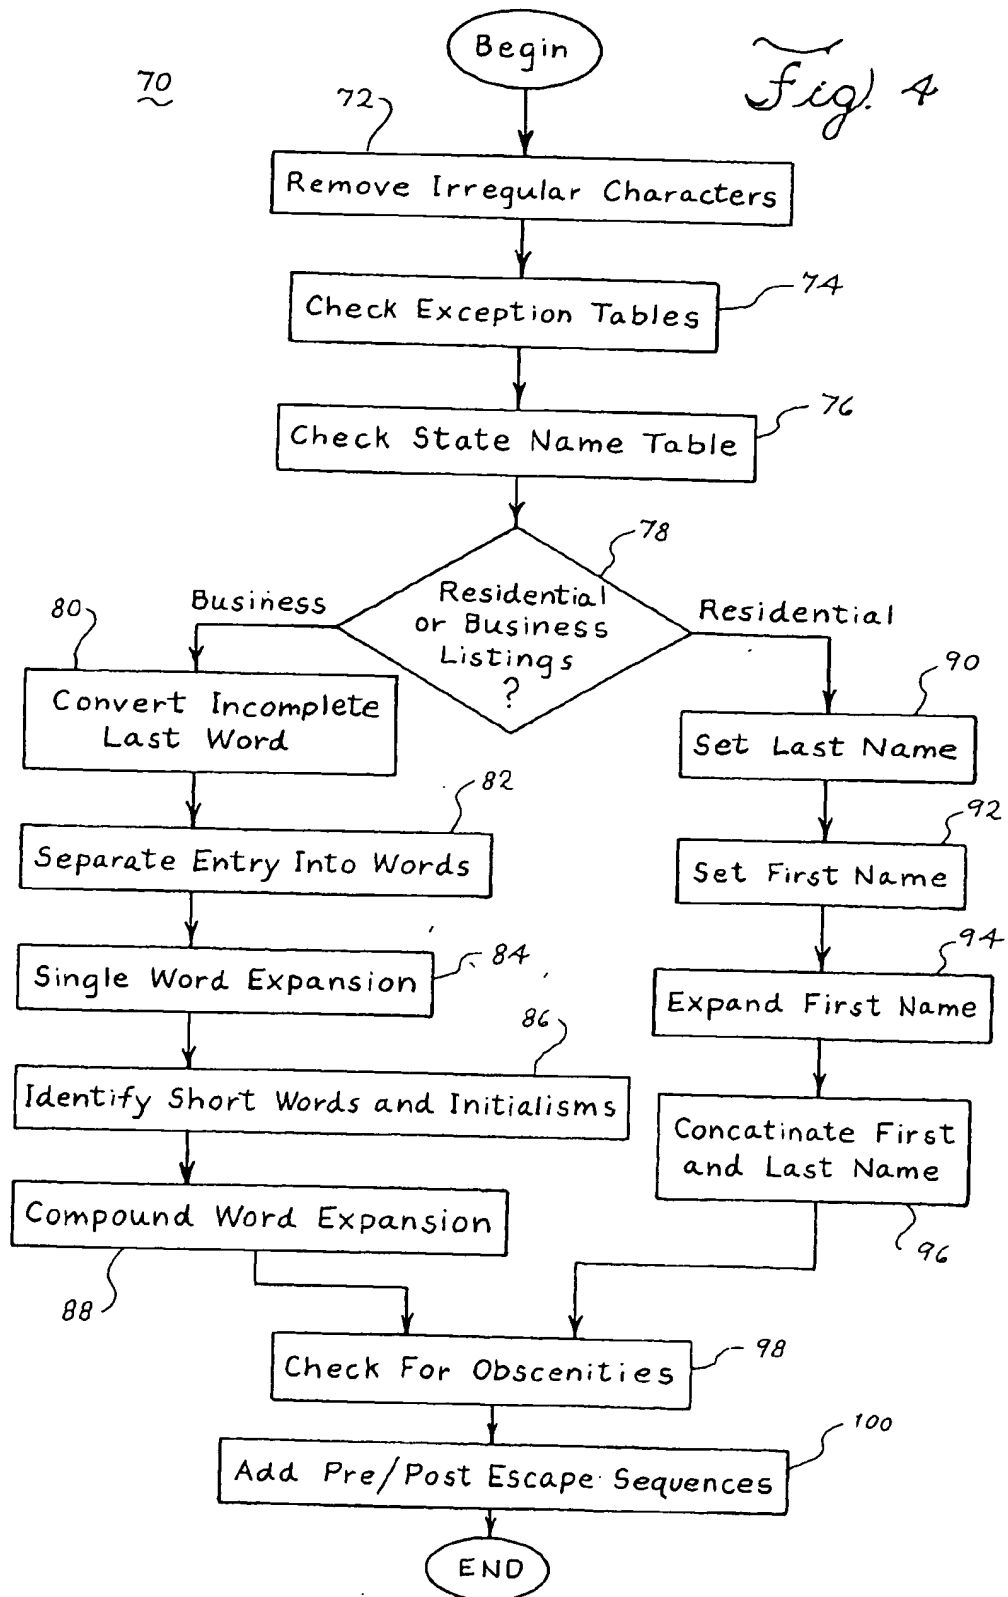 Begin
Fig. 4
70
72
Remove Irregular Characters
74
Check Exception Tables
76
Check State Name Table
78
Residential
or Business
Listings
?
Business
Residential
80
Convert Incomplete
Last Word
82
Separate Entry Into Words
84
Single Word Expansion
86
Identify Short Words and Initialisms
Compound Word Expansion
88
90
Set Last Name
92
Set First Name
94
Expand First Name
Concatinate First
and Last Name
96
98
Check For Obscenities
100
Add Pre/Post Escape Sequences
END